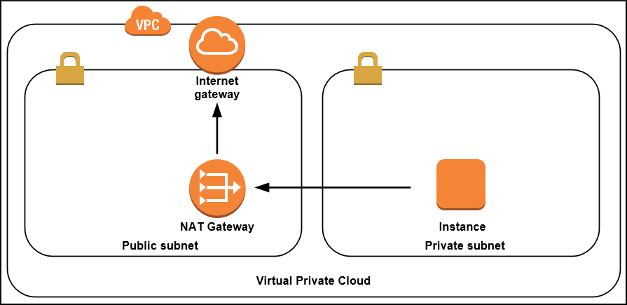 VPC
Internet
gateway
NAT Gateway
Instance
Public subnet
Private subnet
Virtual Private Cloud